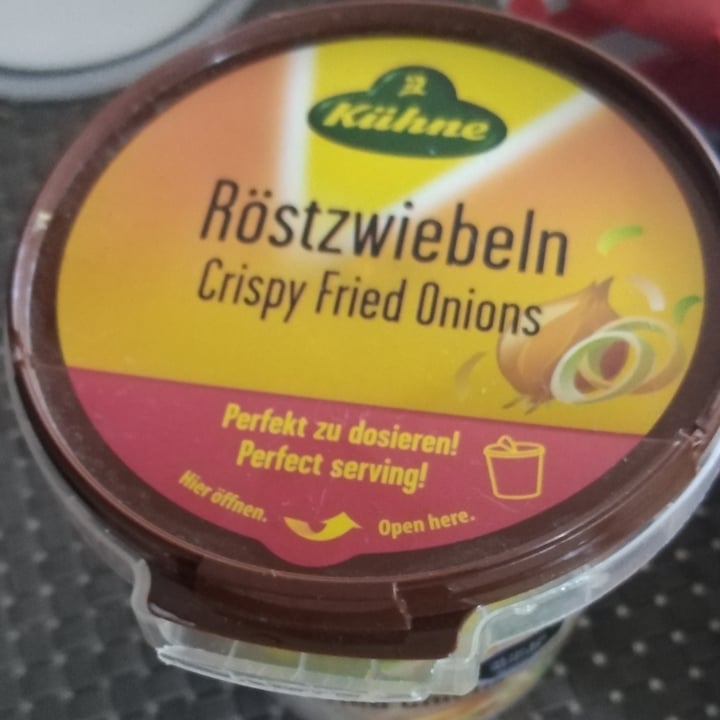 Kühne
Röstzwiebeln
Crispy Fried Onions
Perfekt zu dosieren!
Perfect serving!
Hier öffnen.
Open here.